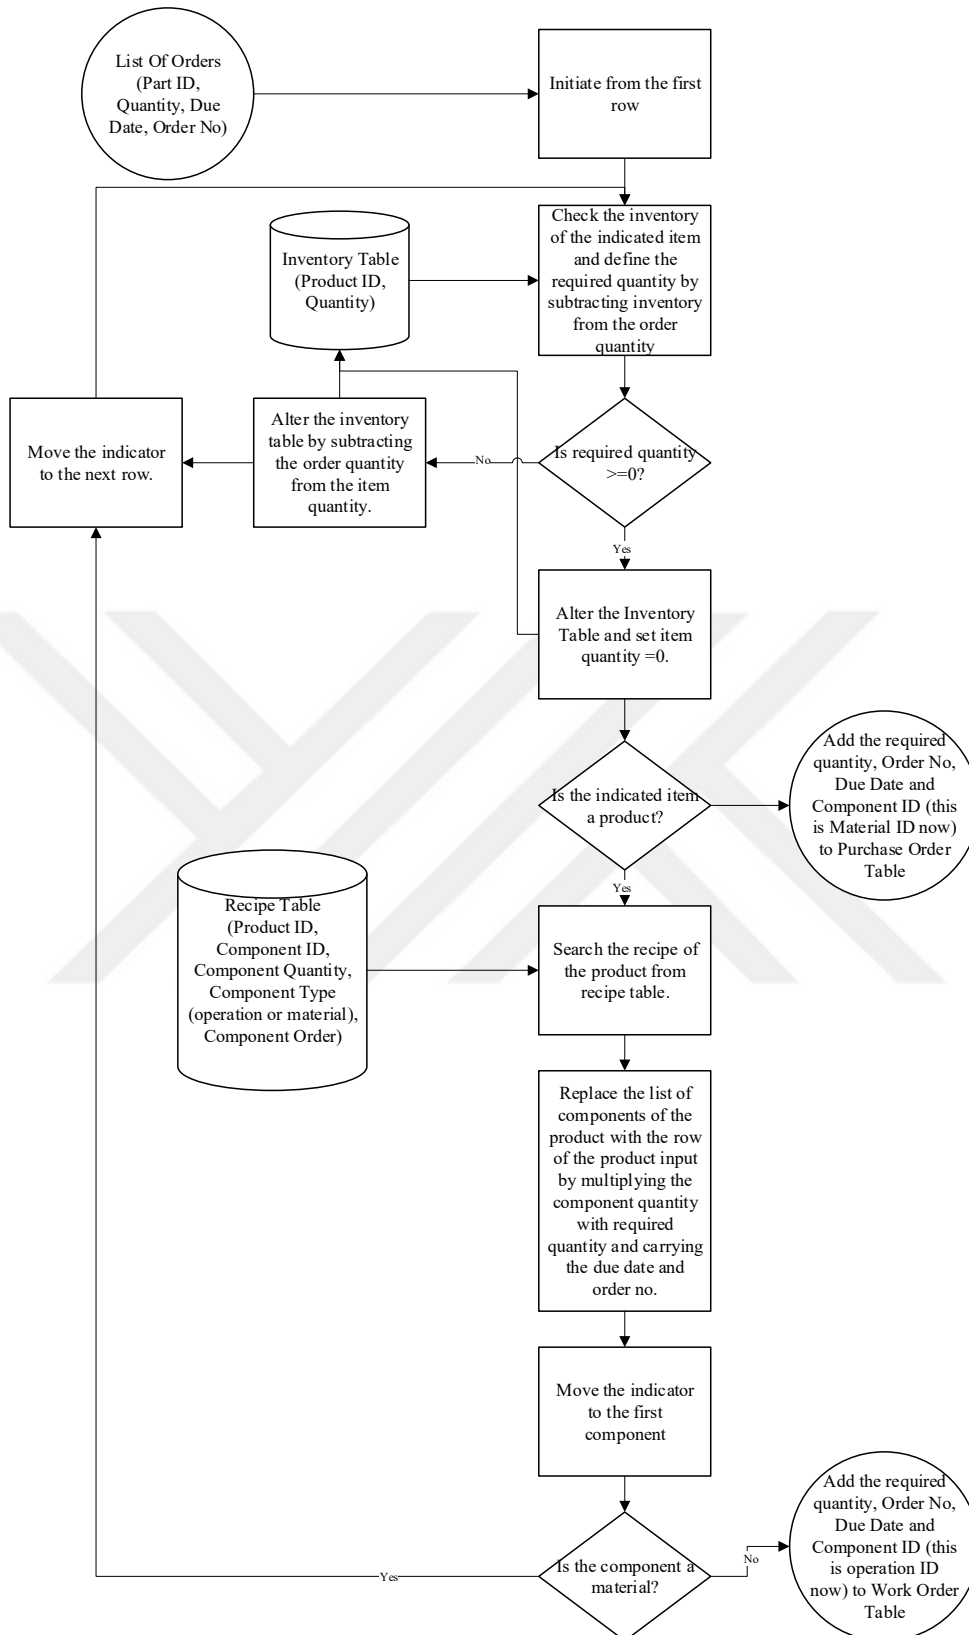 List Of Orders
(Part ID,
Quantity, Due
Date, Order No)
Initiate from the first
row
Inventory Table
(Product ID,
Quantity)
Check the inventory
of the indicated item
and define the
required quantity by
subtracting inventory
from the order
quantity
Move the indicator
to the next row.
Alter the inventory
table by subtracting
the order quantity
from the item
quantity.
No
Is required quantity
>=0?
Yes
Alter the Inventory
Table and set item
quantity =0.
Is the indicated item
a product?
Add the required
quantity, Order No,
Due Date and
Component ID (this
is Material ID now)
to Purchase Order
Table
Yes
Recipe Table
(Product ID,
Component ID,
Component Quantity,
Component Type
(operation or material),
Component Order)
Search the recipe of
the product from
recipe table.
Replace the list of
components of the
product with the row
of the product input
by multiplying the
component quantity
with required
quantity and carrying
the due date and
order no.
Move the indicator
to the first
component
Is the component a
material?
Yes
No
Add the required
quantity, Order No,
Due Date and
Component ID (this
is operation ID
now) to Work Order
Table